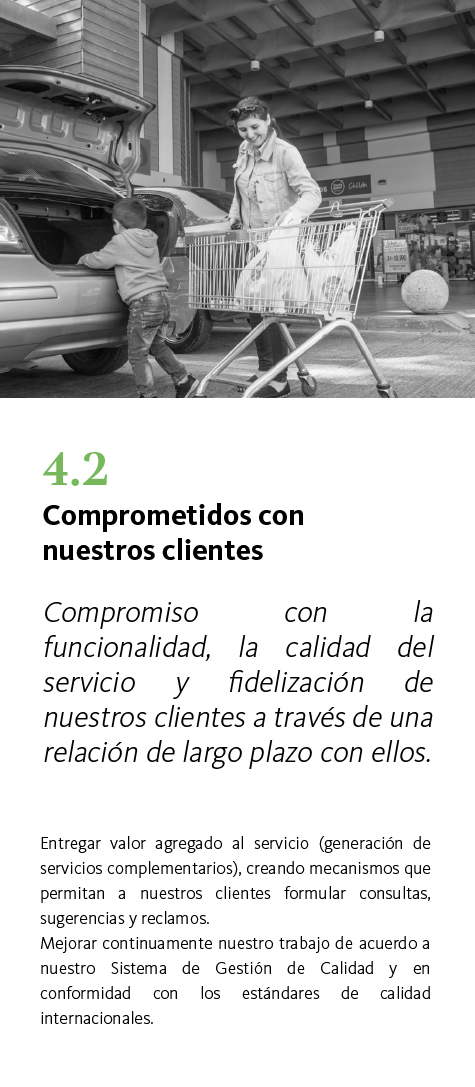 Chillán
4.2
Comprometidos con
nuestros clientes
Compromiso con la
funcionalidad, la calidad del
servicio y fidelización de
nuestros clientes a través de una
relación de largo plazo con ellos.
Entregar valor agregado al servicio (generación de
servicios complementarios), creando mecanismos que
permitan a nuestros clientes formular consultas,
sugerencias y reclamos.
Mejorar continuamente nuestro trabajo de acuerdo a
nuestro Sistema de Gestión de Calidad y en
conformidad con los estándares de calidad
internacionales.